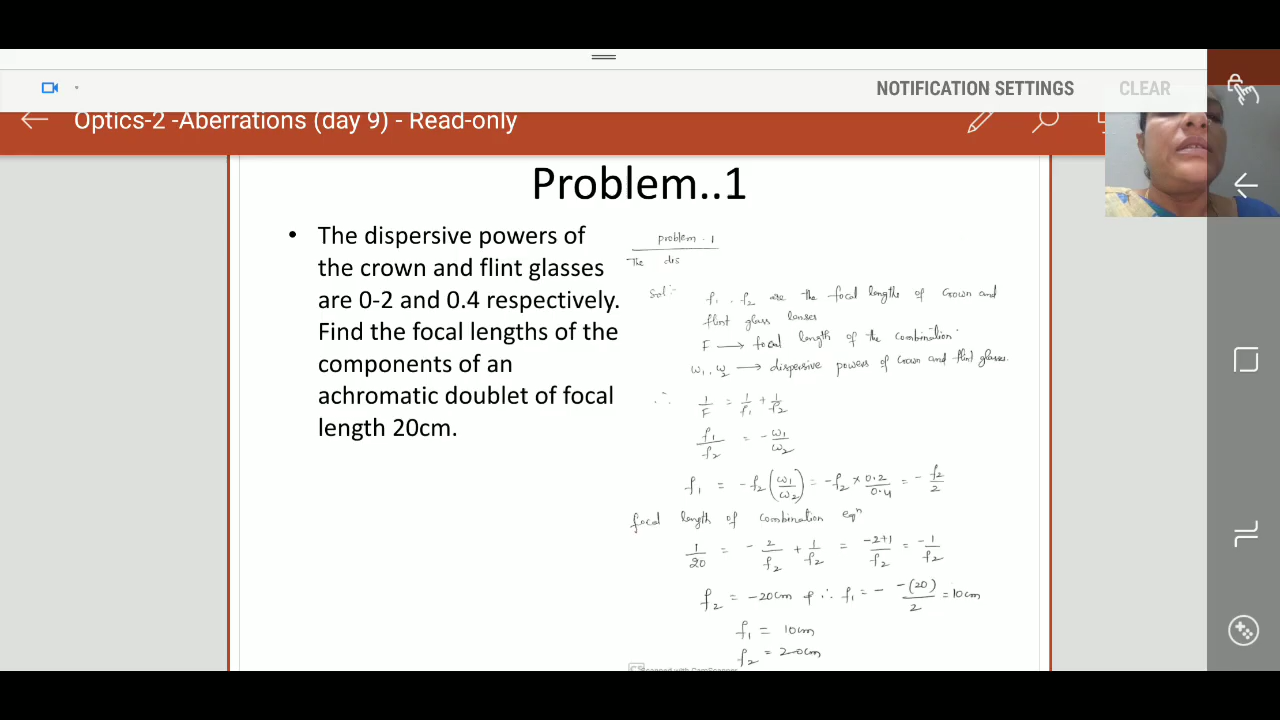 NOTIFICATION SETTINGS CLEAR
Optics-2 -Aberrations (day 9) - Read-only
Problem..1
• The dispersive powers of
the crown and flint glasses
are 0-2 and 0.4 respectively.
Find the focal lengths of the
components of an
achromatic doublet of focal
length 20cm.
problem . 1
The dis
Sol:-
f₁ , f₂ are the focal lengths of Crown and
flint glass lenses
F ⟶ focal length of the combination
ω₁, ω₂ ⟶ dispersive powers of Crown and flint glasses.
∴ 1/F = 1/f₁ + 1/f₂
f₁/f₂ = - ω₁/ω₂
f₁ = -f₂ (ω₁/ω₂) = -f₂ × 0.2/0.4 = - f₂/2
focal length of combination eqⁿ
1/20 = - 2/f₂ + 1/f₂ = -2+1/f₂ = -1/f₂
f₂ = -20cm & ∴ f₁ = - -(20)/2 = 10cm
f₁ = 10cm
f₂ = 20cm
CS Scanned with CamScanner